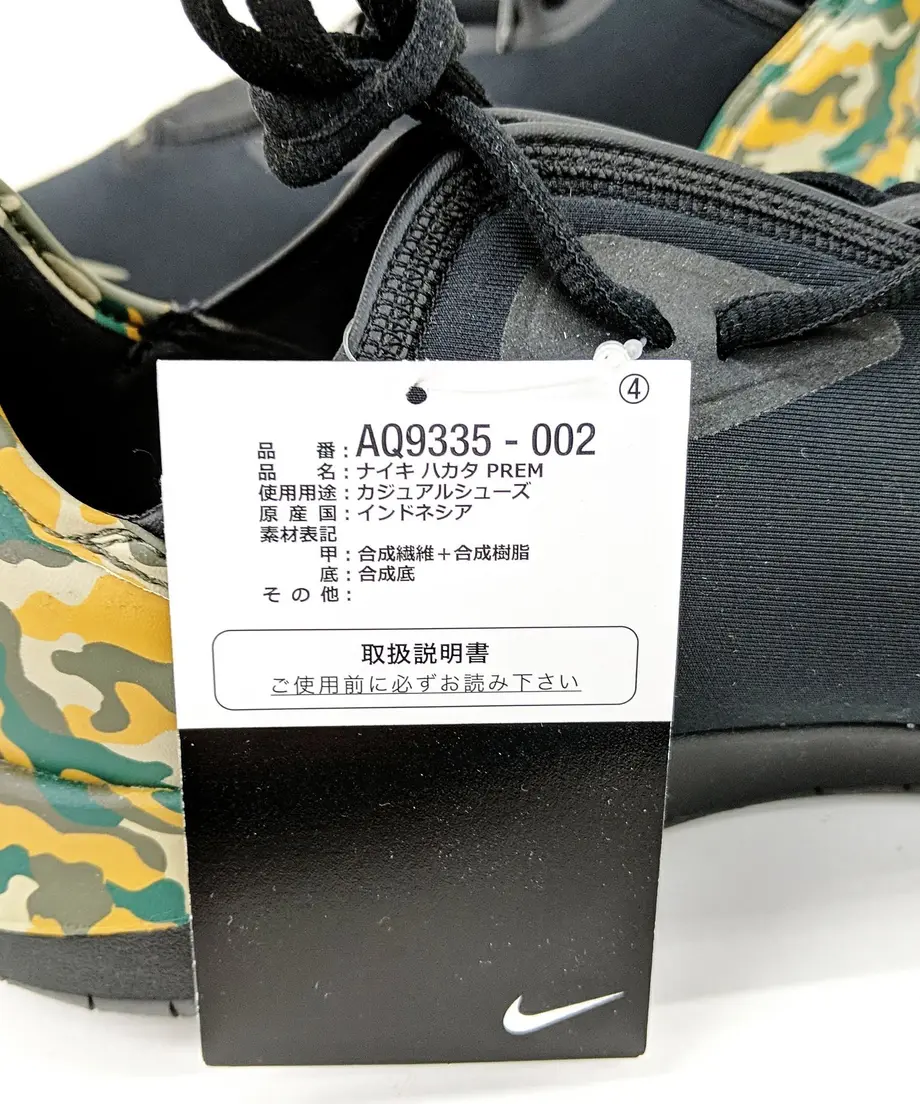 ④
品番：AQ9335 - 002
品名：ナイキ ハカタ PREM
使用用途：カジュアルシューズ
原産国：インドネシア
素材表記
甲：合成繊維＋合成樹脂
底：合成底
その他：
取扱説明書
ご使用前に必ずお読み下さい